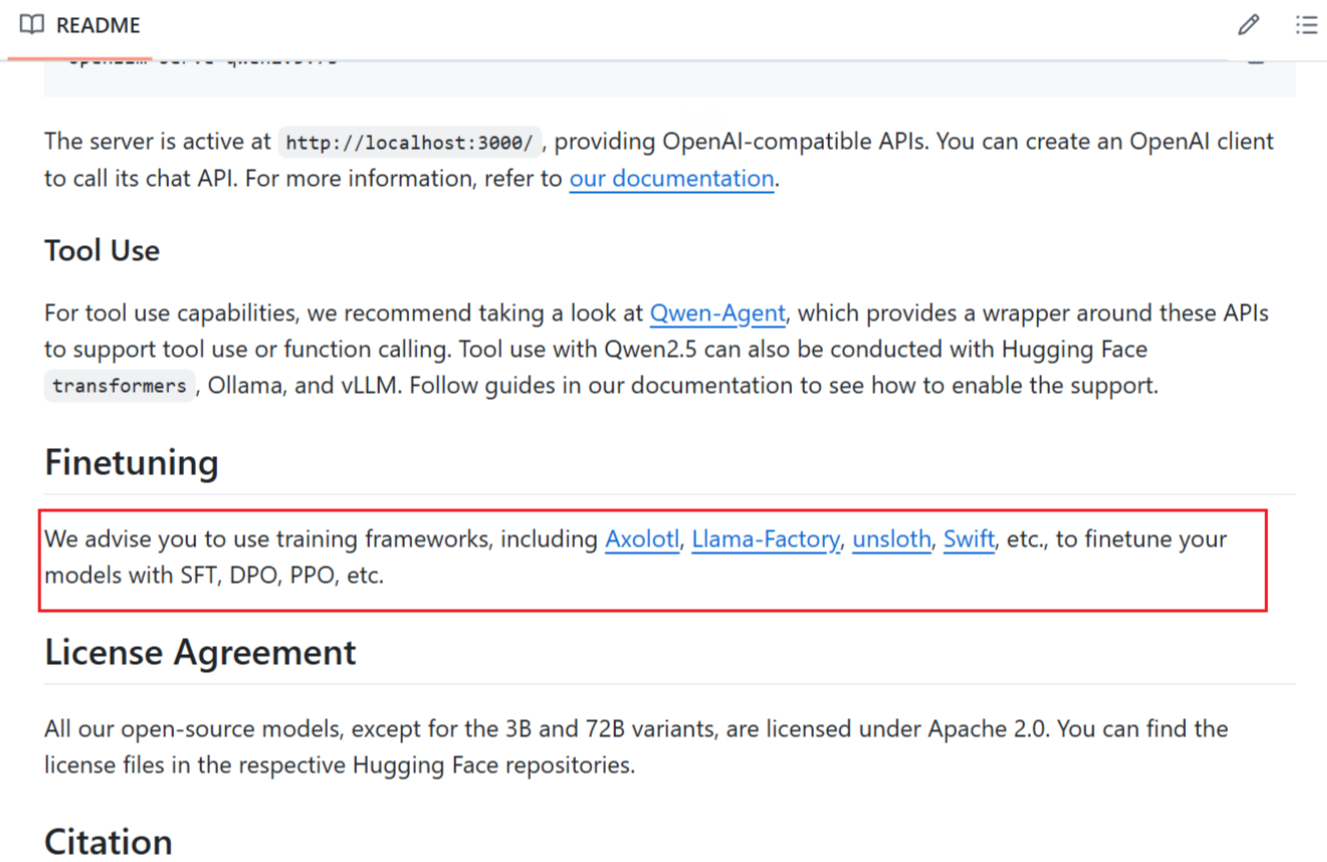 README
The server is active at http://localhost:3000/, providing OpenAI-compatible APIs. You can create an OpenAI client
to call its chat API. For more information, refer to our documentation.
Tool Use
For tool use capabilities, we recommend taking a look at Qwen-Agent, which provides a wrapper around these APIs
to support tool use or function calling. Tool use with Qwen2.5 can also be conducted with Hugging Face
transformers, Ollama, and vLLM. Follow guides in our documentation to see how to enable the support.
Finetuning
We advise you to use training frameworks, including Axolotl, Llama-Factory, unsloth, Swift, etc., to finetune your
models with SFT, DPO, PPO, etc.
License Agreement
All our open-source models, except for the 3B and 72B variants, are licensed under Apache 2.0. You can find the
license files in the respective Hugging Face repositories.
Citation